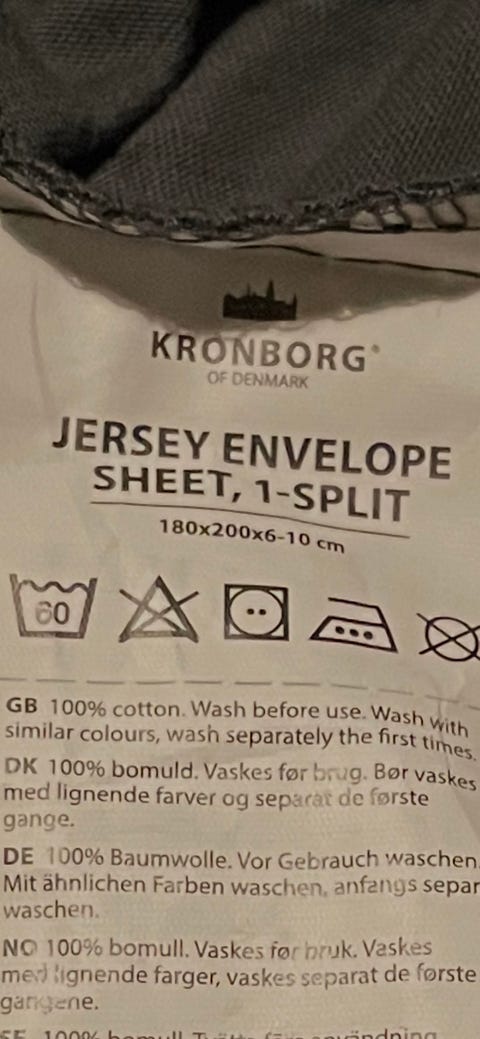 KRONBORG®
OF DENMARK
JERSEY ENVELOPE
SHEET, 1-SPLIT
180x200x6-10 cm
60
GB 100% cotton. Wash before use. Wash with
similar colours, wash separately the first times.
DK 100% bomuld. Vaskes før brug. Bør vaskes
med lignende farver og separat de første
gange.
DE 100% Baumwolle. Vor Gebrauch waschen.
Mit ähnlichen Farben waschen, anfangs separ
waschen.
NO 100% bomull. Vaskes før bruk. Vaskes
med lignende farger, vaskes separat de første
gangene.
SE 100% bomull